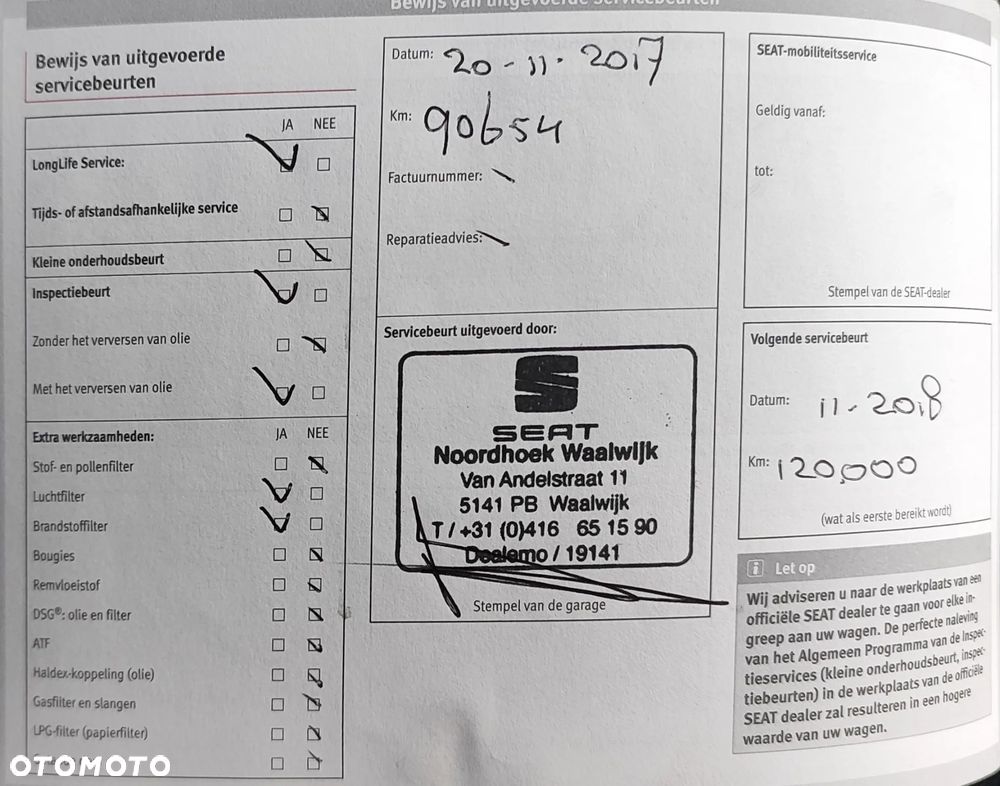 Bewijs van uitgevoerde servicebeurten
Bewijs van uitgevoerde
servicebeurten
JA NEE
LongLife Service:
Tijds- of afstandsafhankelijke service
Kleine onderhoudsbeurt
Inspectiebeurt
Zonder het verversen van olie
Met het verversen van olie
Extra werkzaamheden: JA NEE
Stof- en pollenfilter
Luchtfilter
Brandstoffilter
Bougies
Remvloeistof
DSG®: olie en filter
ATF
Haldex-koppeling (olie)
Gasfilter en slangen
LPG-filter (papierfilter)
OTOMOTO
Datum: 20-11-2017
Km: 90654
Factuurnummer:
Reparatieadvies:
Servicebeurt uitgevoerd door:
SEAT
Noordhoek Waalwijk
Van Andelstraat 11
5141 PB Waalwijk
T / +31 (0)416 65 15 90
Dealemo / 19141
Stempel van de garage
SEAT-mobiliteitsservice
Geldig vanaf:
tot:
Stempel van de SEAT-dealer
Volgende servicebeurt
Datum: 11-2018
Km: 120.000
(wat als eerste bereikt wordt)
i Let op
Wij adviseren u naar de werkplaats van een
officiële SEAT dealer te gaan voor elke in-
greep aan uw wagen. De perfecte naleving
van het Algemeen Programma van de Inspec-
tieservices (kleine onderhoudsbeurt, inspec-
tiebeurten) in de werkplaats van de officiële
SEAT dealer zal resulteren in een hogere
waarde van uw wagen.